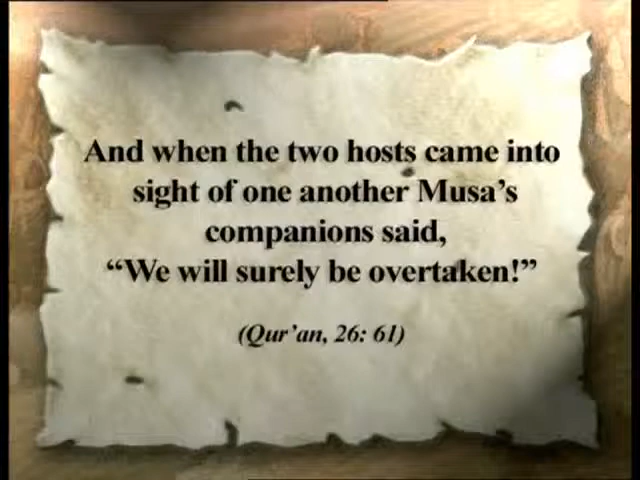 And when the two hosts came into
sight of one another Musa's
companions said,
“We will surely be overtaken!”
(Qur'an, 26: 61)